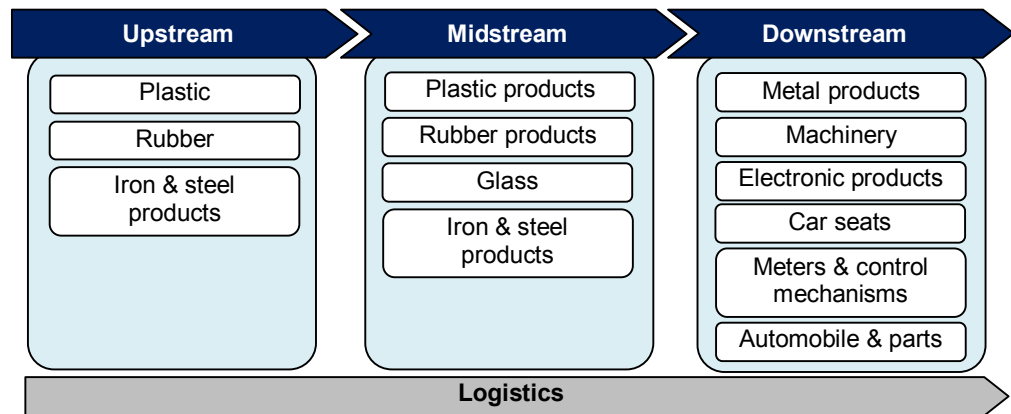 Upstream
Midstream
Downstream
Plastic
Rubber
Iron & steel
products
Plastic products
Rubber products
Glass
Iron & steel
products
Metal products
Machinery
Electronic products
Car seats
Meters & control
mechanisms
Automobile & parts
Logistics